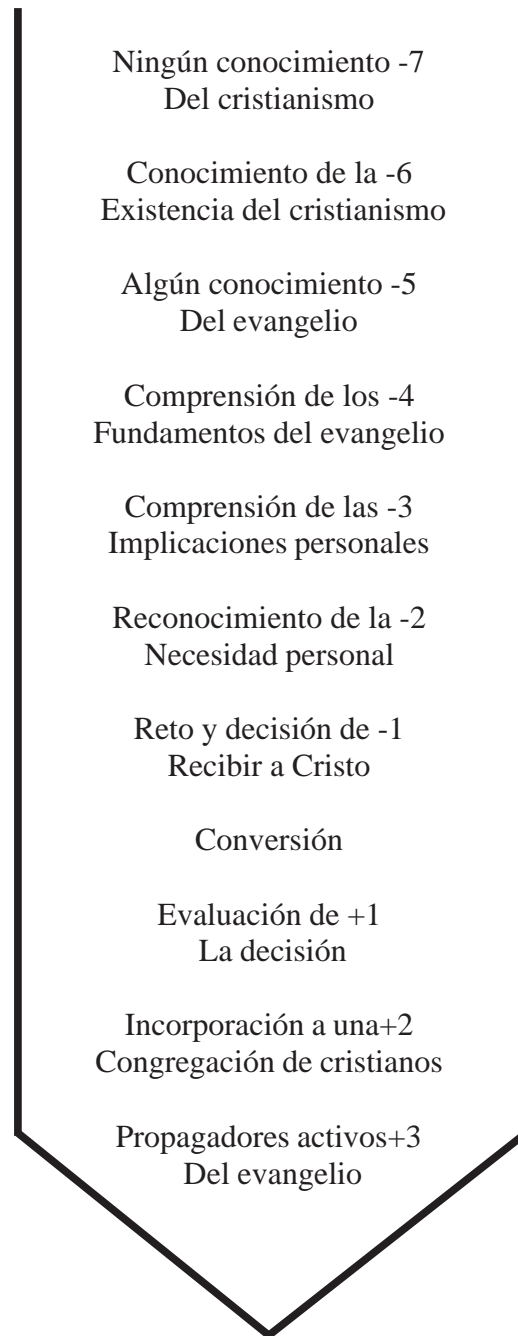 Ningún conocimiento -7
Del cristianismo
Conocimiento de la -6
Existencia del cristianismo
Algún conocimiento -5
Del evangelio
Comprensión de los -4
Fundamentos del evangelio
Comprensión de las -3
Implicaciones personales
Reconocimiento de la -2
Necesidad personal
Reto y decisión de -1
Recibir a Cristo
Conversión
Evaluación de +1
La decisión
Incorporación a una+2
Congregación de cristianos
Propagadores activos+3
Del evangelio